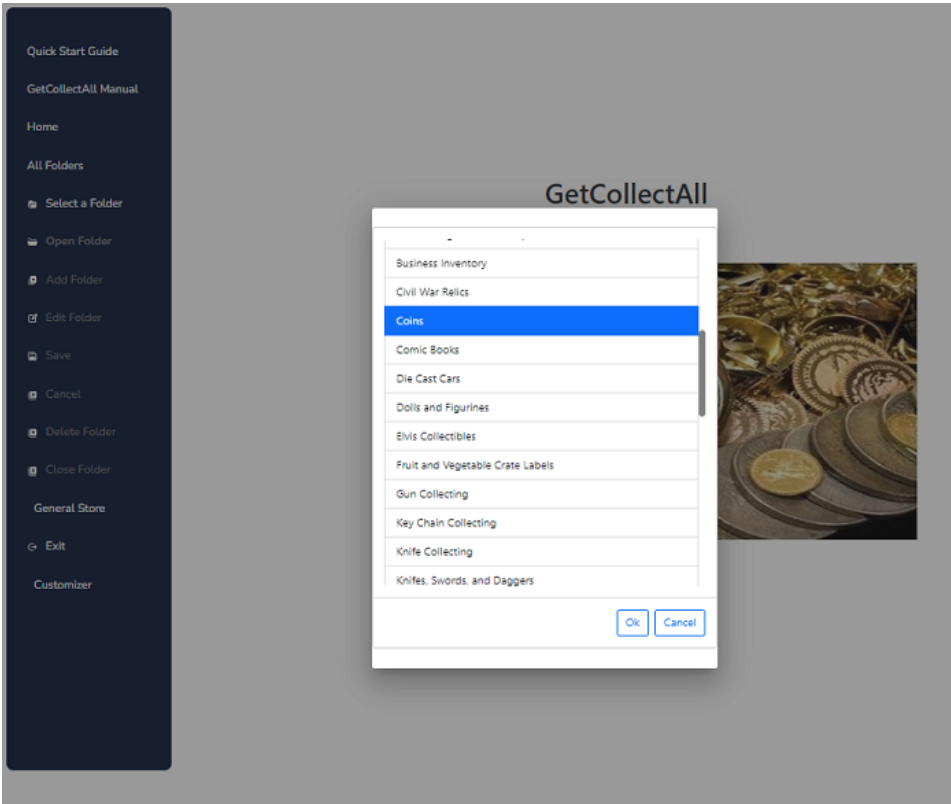 Quick Start Guide
GetCollectAll Manual
Home
All Folders
Select a Folder
Open Folder
Add Folder
Edit Folder
Save
Cancel
Delete Folder
Close Folder
General Store
Exit
Customizer
GetCollectAll
Business Inventory
Civil War Relics
Coins
Comic Books
Die Cast Cars
Dolls and Figurines
Elvis Collectibles
Fruit and Vegetable Crate Labels
Gun Collecting
Key Chain Collecting
Knife Collecting
Knifes, Swords, and Daggers
Ok Cancel